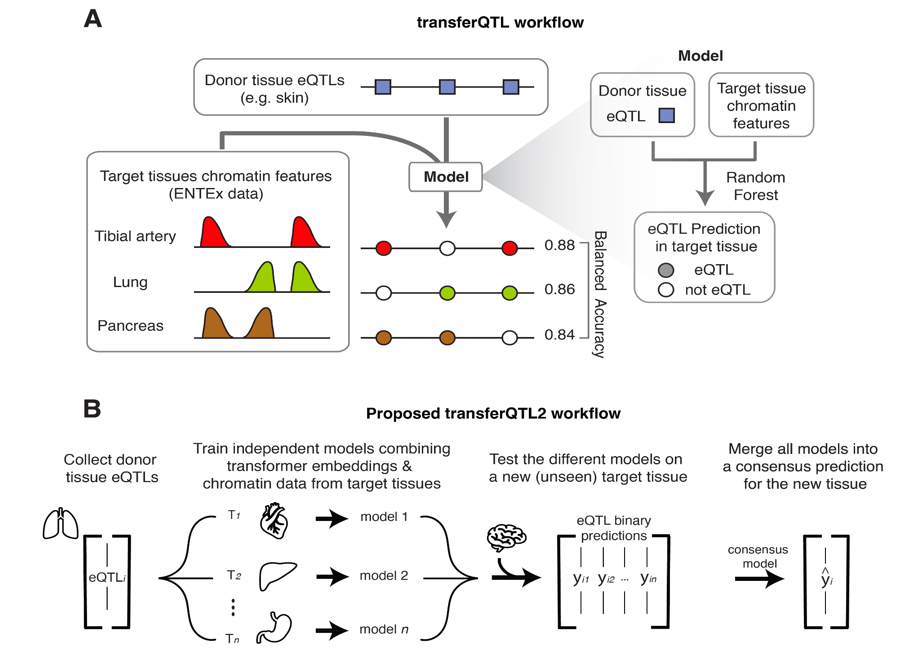 A
transferQTL workflow
Donor tissue eQTLs
(e.g. skin)
Target tissues chromatin features
(ENTEx data)
Tibial artery
Lung
Pancreas
Model
0.88
0.86
0.84
Balanced Accuracy
Model
Donor tissue
eQTL
Target tissue
chromatin
features
Random
Forest
eQTL Prediction
in target tissue
eQTL
not eQTL
B
Proposed transferQTL2 workflow
Collect donor
tissue eQTLs
eQTLi
Train independent models combining
transformer embeddings &
chromatin data from target tissues
T1
model 1
T2
model 2
Tn
model n
Test the different models on
a new (unseen) target tissue
eQTL binary
predictions
yi1 yi2 ... yin
Merge all models into
a consensus prediction
for the new tissue
consensus
model
ŷi